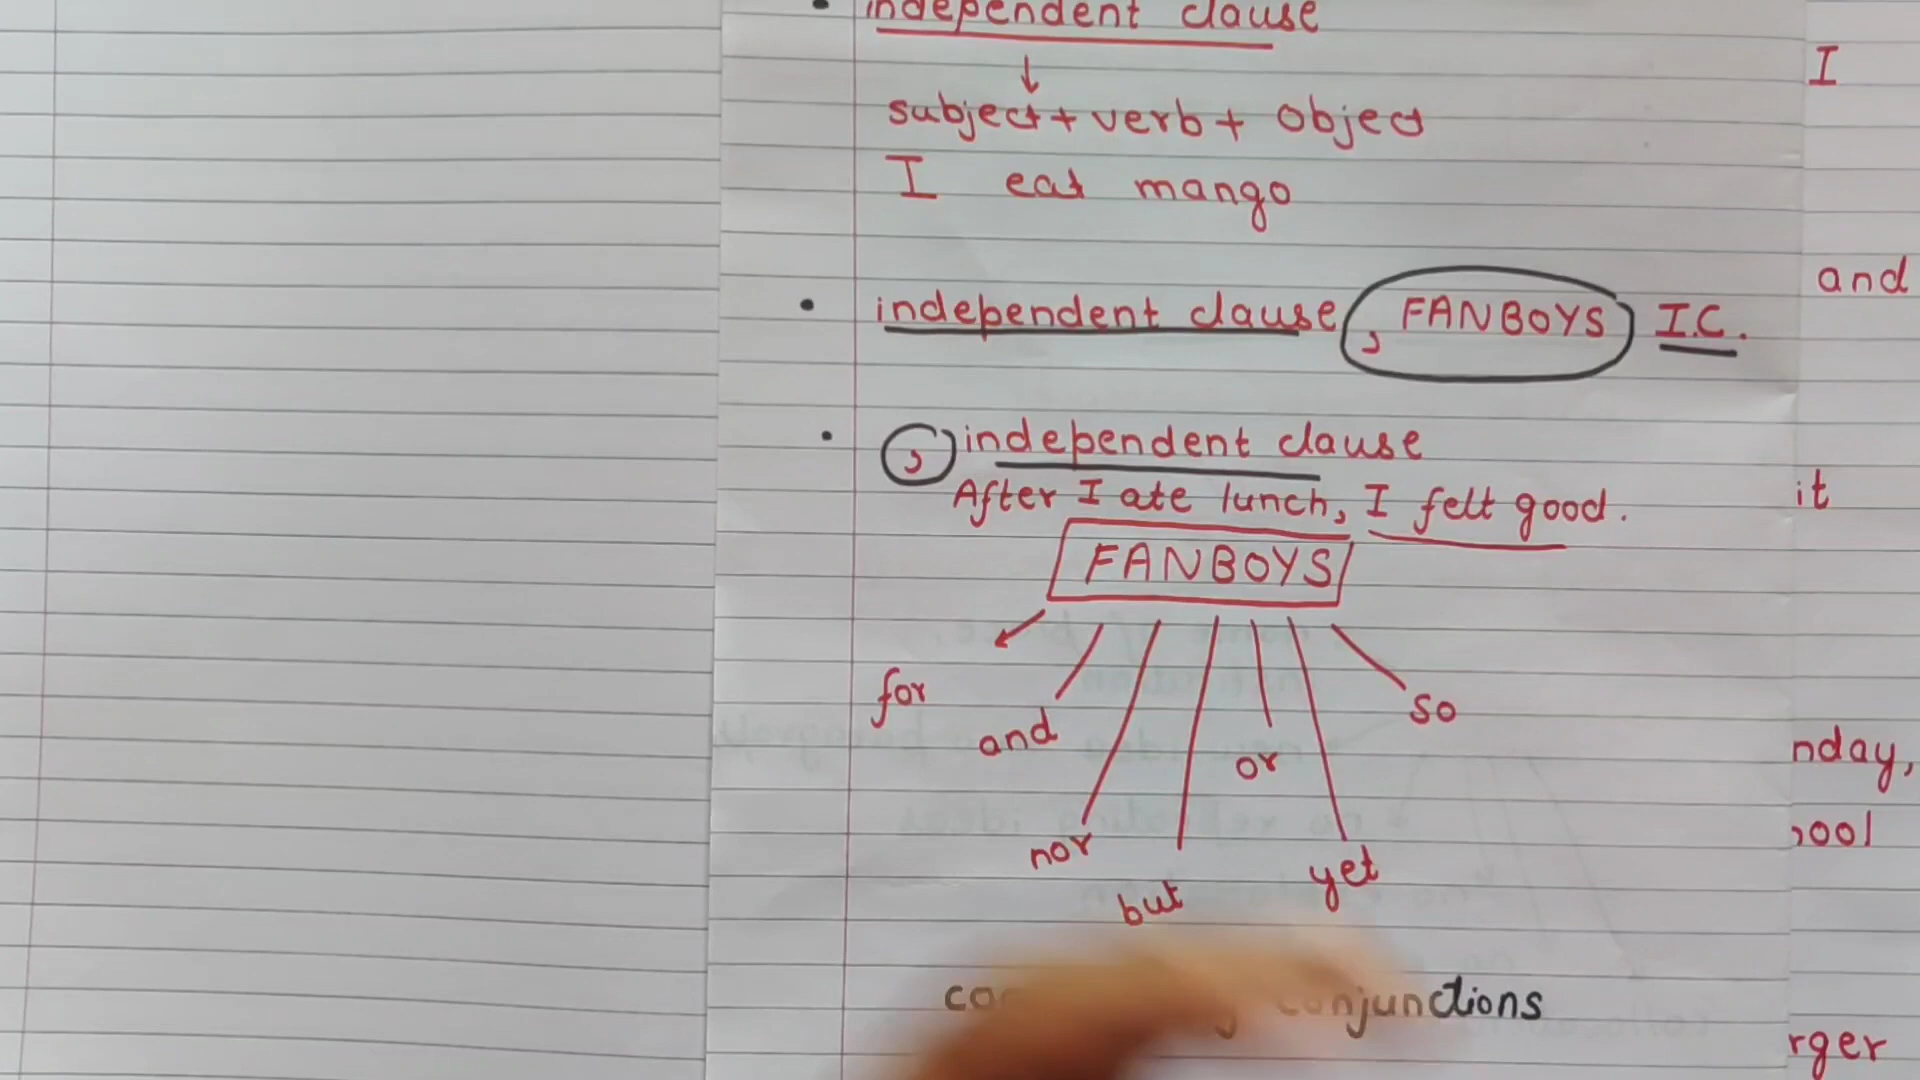 independent clause
subject + verb + object
I eat mango
independent clause, FANBOYS I.C.
, independent clause
After I ate lunch, I felt good.
FANBOYS
for
and
nor
but
or
yet
so
conjunctions
I
and
it
nday,
ool
rger